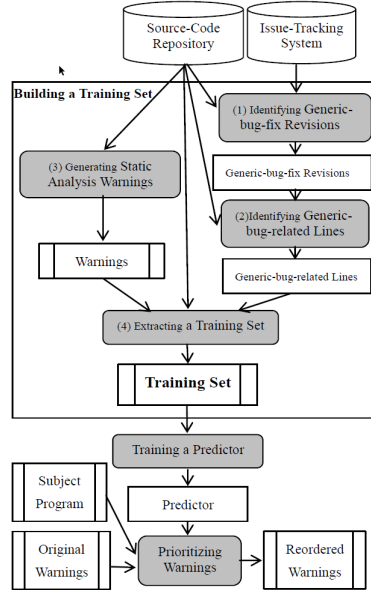 Source-Code
Repository
Issue-Tracking
System
Building a Training Set
(1) Identifying Generic-
bug-fix Revisions
(3) Generating Static
Analysis Warnings
Generic-bug-fix Revisions
(2)Identifying Generic-
bug-related Lines
Warnings
Generic-bug-related Lines
(4) Extracting a Training Set
Training Set
Training a Predictor
Subject
Program
Predictor
Original
Warnings
Prioritizing
Warnings
Reordered
Warnings